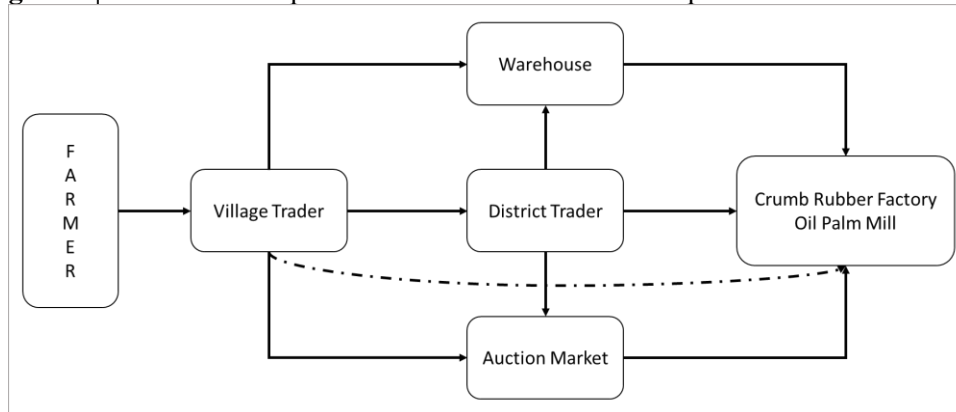 Warehouse
F
A
R
M
E
R
Village Trader
District Trader
Crumb Rubber Factory
Oil Palm Mill
Auction Market